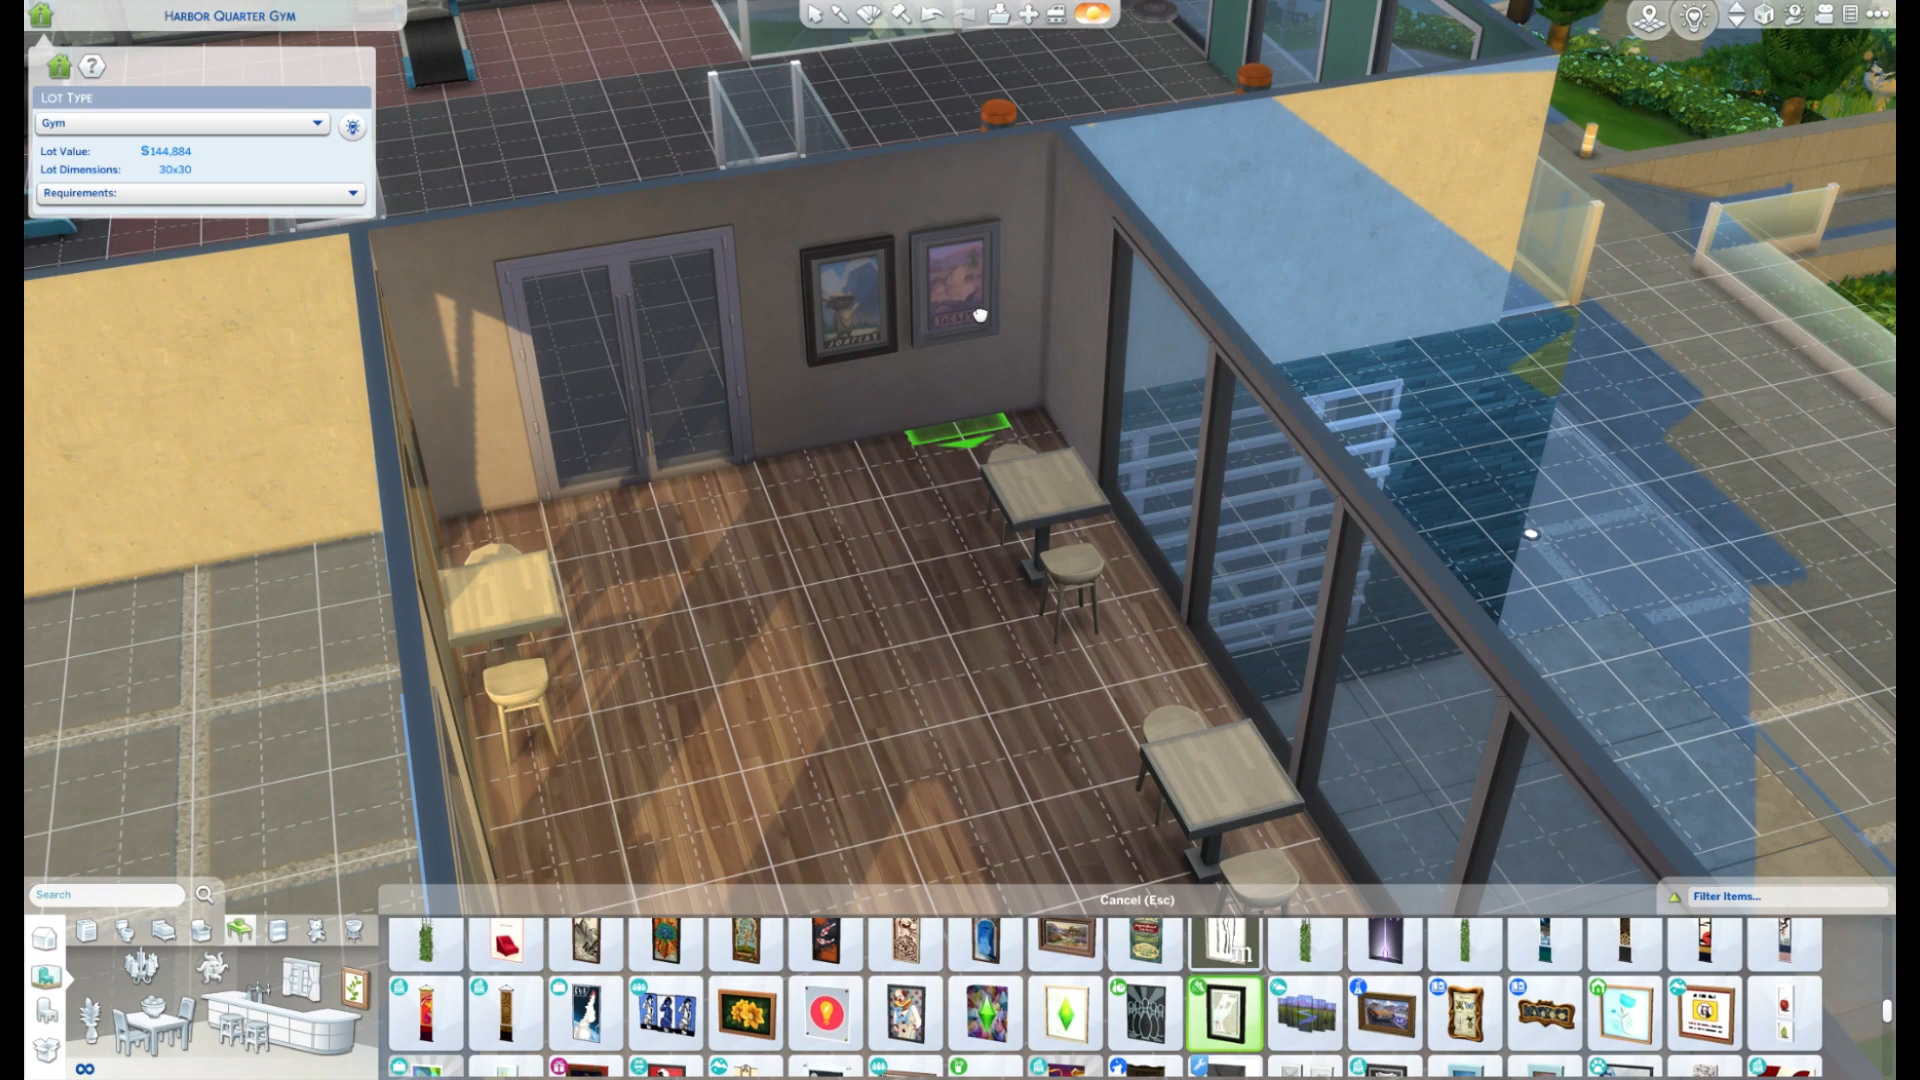 HARBOR QUARTER GYM
LOT TYPE
Gym
Lot Value: §144,884
Lot Dimensions: 30x30
Requirements:
Search
Cancel (Esc)
Filter Items...